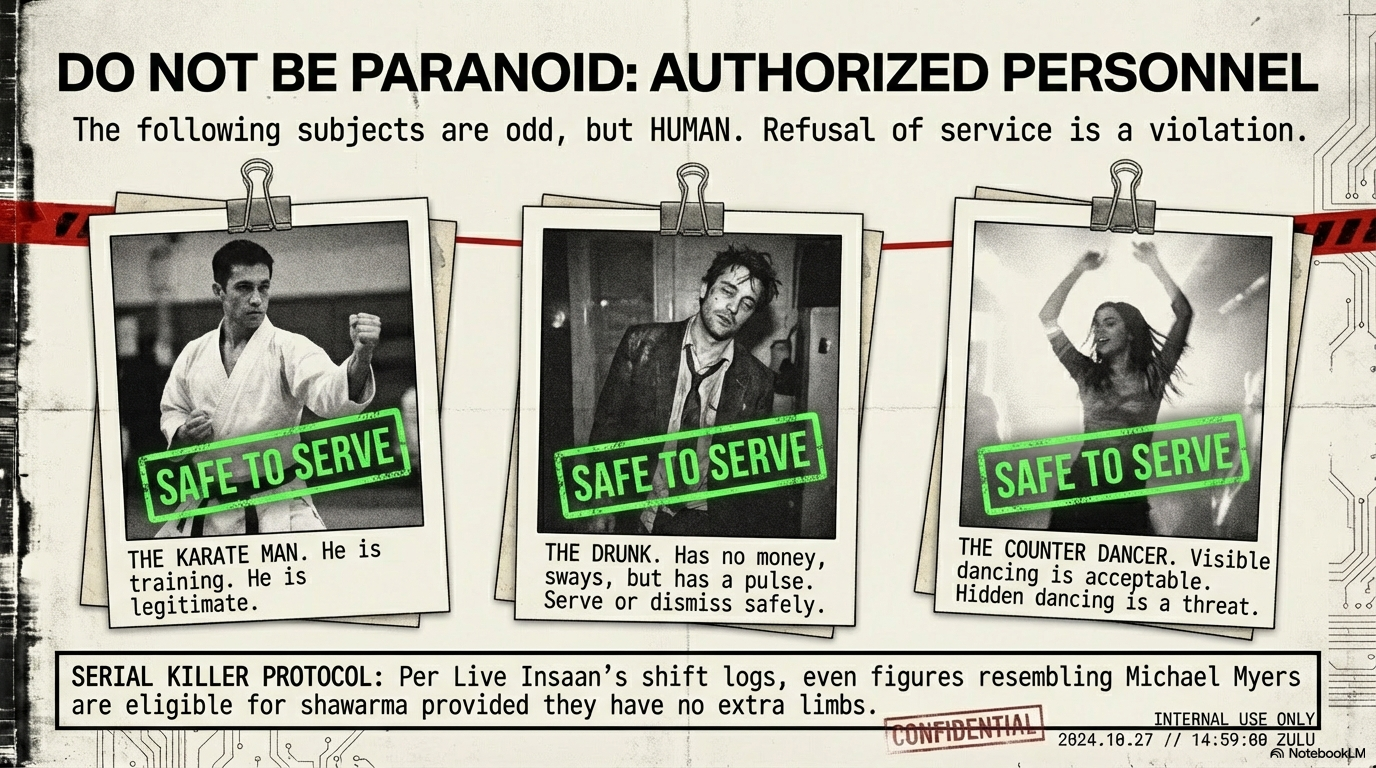 DO NOT BE PARANOID: AUTHORIZED PERSONNEL
The following subjects are odd, but HUMAN. Refusal of service is a violation.
SAFE TO SERVE
THE KARATE MAN. He is
training. He is
legitimate.
SAFE TO SERVE
THE DRUNK. Has no money,
sways, but has a pulse.
Serve or dismiss safely.
SAFE TO SERVE
THE COUNTER DANCER. Visible
dancing is acceptable.
Hidden dancing is a threat.
SERIAL KILLER PROTOCOL: Per Live Insaan’s shift logs, even figures resembling Michael Myers
are eligible for shawarma provided they have no extra limbs.
CONFIDENTIAL
INTERNAL USE ONLY
2024.10.27 // 14:59:00 ZULU
NotebookLM